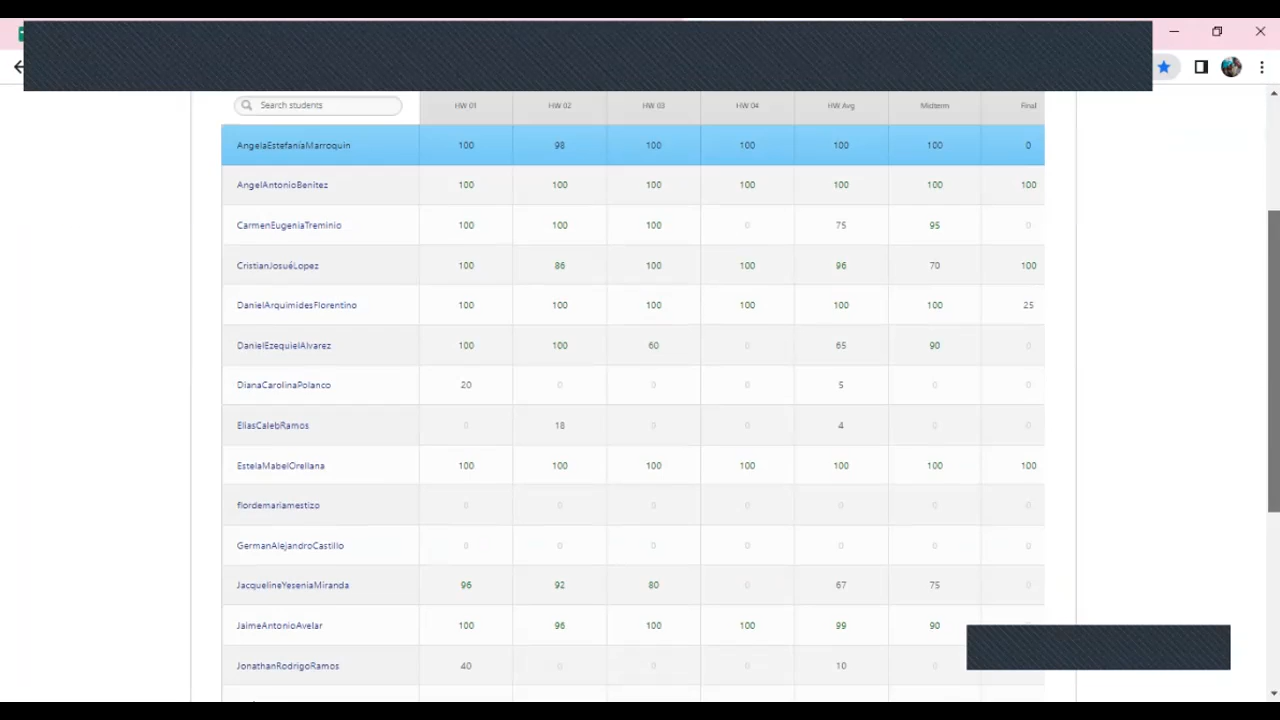 Search students HW 01 HW 02 HW 03 HW 04 HW Avg Midterm Final
AngelaEstefaníaMarroquin 100 98 100 100 100 100 0
AngelAntonioBenitez 100 100 100 100 100 100 100
CarmenEugeniaTreminio 100 100 100 0 75 95 0
CristianJosuéLopez 100 86 100 100 96 70 100
DanielArquimidesFlorentino 100 100 100 100 100 100 25
DanielEzequielAlvarez 100 100 60 0 65 90 0
DianaCarolinaPolanco 20 0 0 0 5 0 0
EliasCalebRamos 0 18 0 0 4 0 0
EstelaMabelOrellana 100 100 100 100 100 100 100
flordemariamestizo 0 0 0 0 0 0 0
GermanAlejandroCastillo 0 0 0 0 0 0 0
JacquelineYeseniaMiranda 96 92 80 0 67 75 0
JaimeAntonioAvelar 100 96 100 100 99 90
JonathanRodrigoRamos 40 0 0 0 10 0